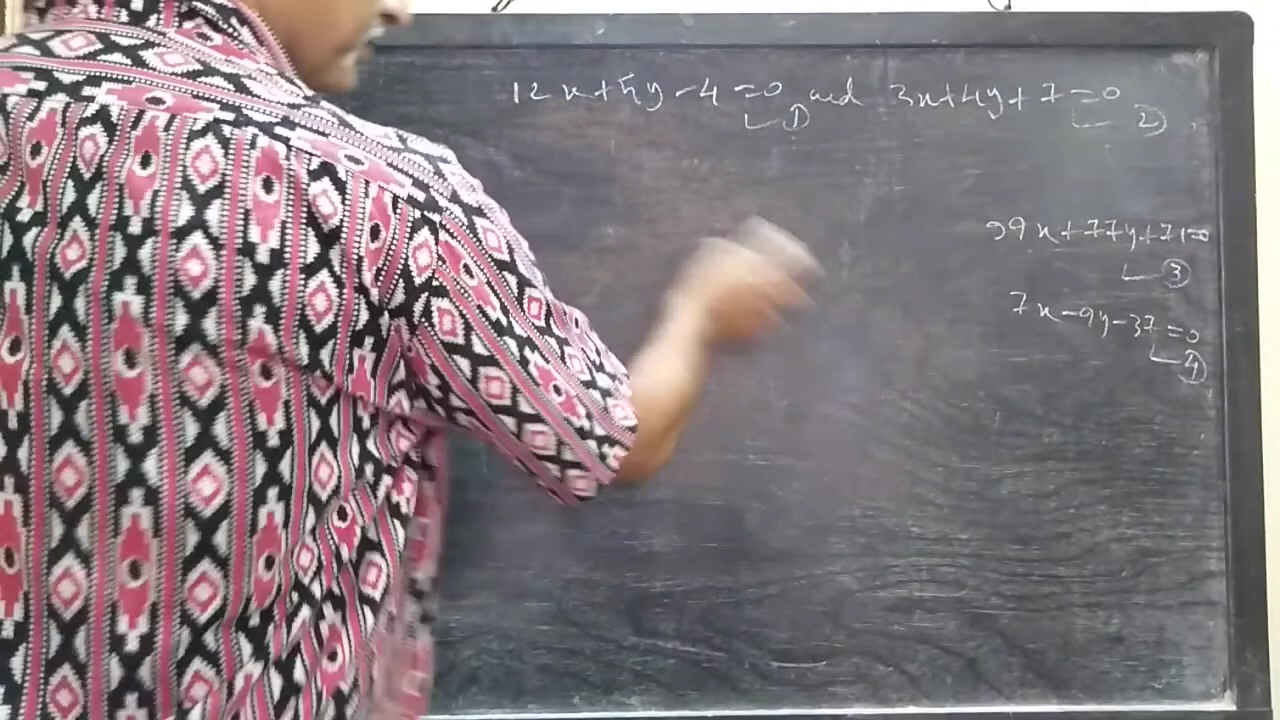 12x+5y-4=0 and 3x+4y+7=0
1) 2)
99x+77y+71=0
3
7x-9y-37=0
4